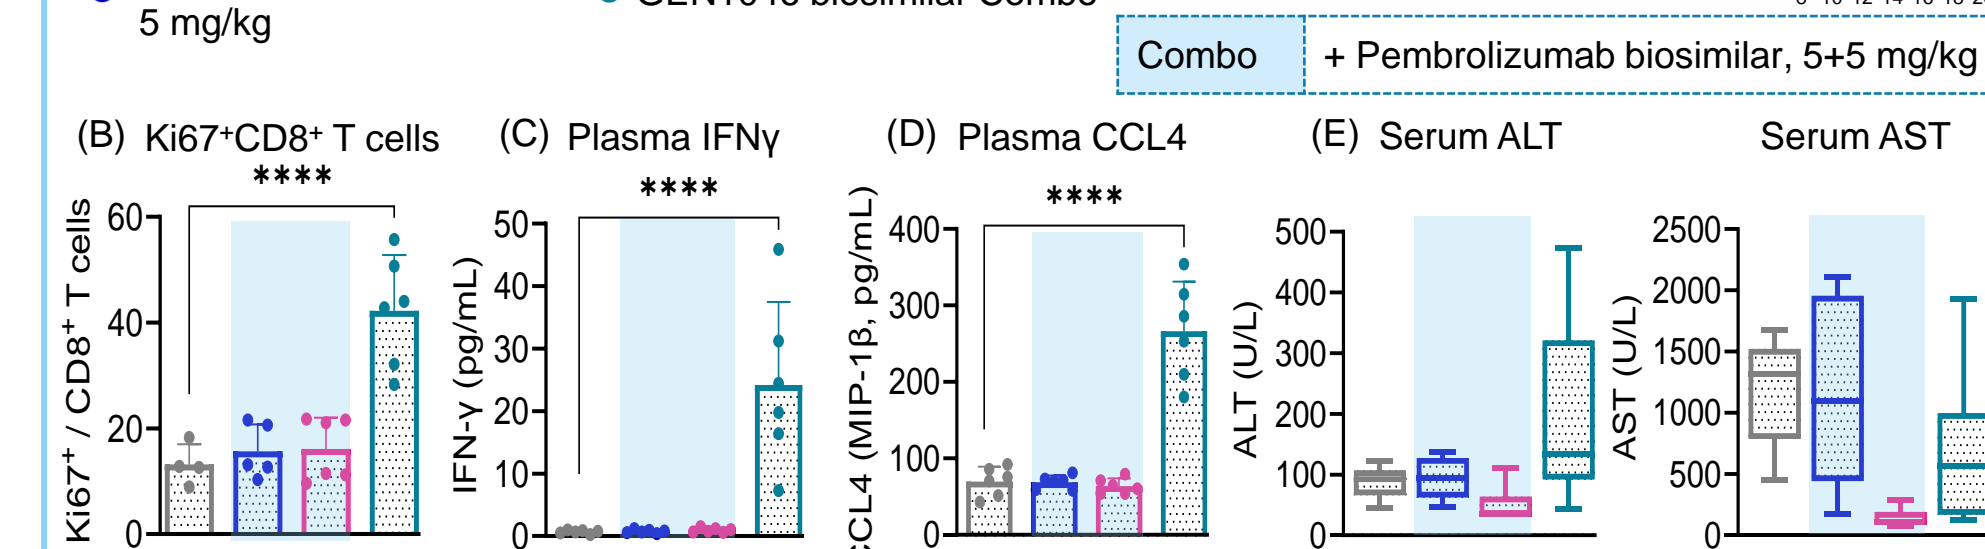 5 mg/kg
Combo + Pembrolizumab biosimilar, 5+5 mg/kg
(B) Ki67⁺CD8⁺ T cells
****
Ki67⁺ / CD8⁺ T cells
60
40
20
0
(C) Plasma IFNγ
****
IFN-γ (pg/mL)
50
40
30
20
10
0
(D) Plasma CCL4
****
CCL4 (MIP-1β, pg/mL)
400
300
200
100
0
(E) Serum ALT
ALT (U/L)
500
400
300
200
100
0
Serum AST
AST (U/L)
2500
2000
1500
1000
500
0